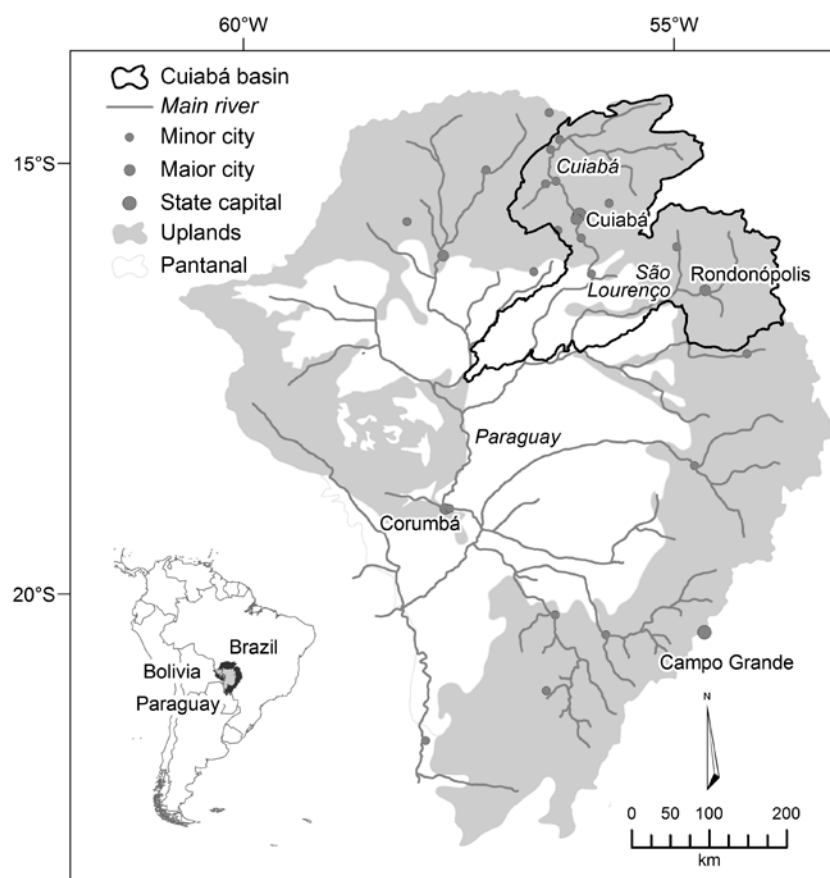 60°W
55°W
15°S
20°S
Cuiabá basin
Main river
Minor city
Maior city
State capital
Uplands
Pantanal
Cuiabá
Cuiabá
São
Lourenço
Rondonópolis
Paraguay
Corumbá
Campo Grande
Brazil
Bolivia
Paraguay
N
0 50 100 200
km